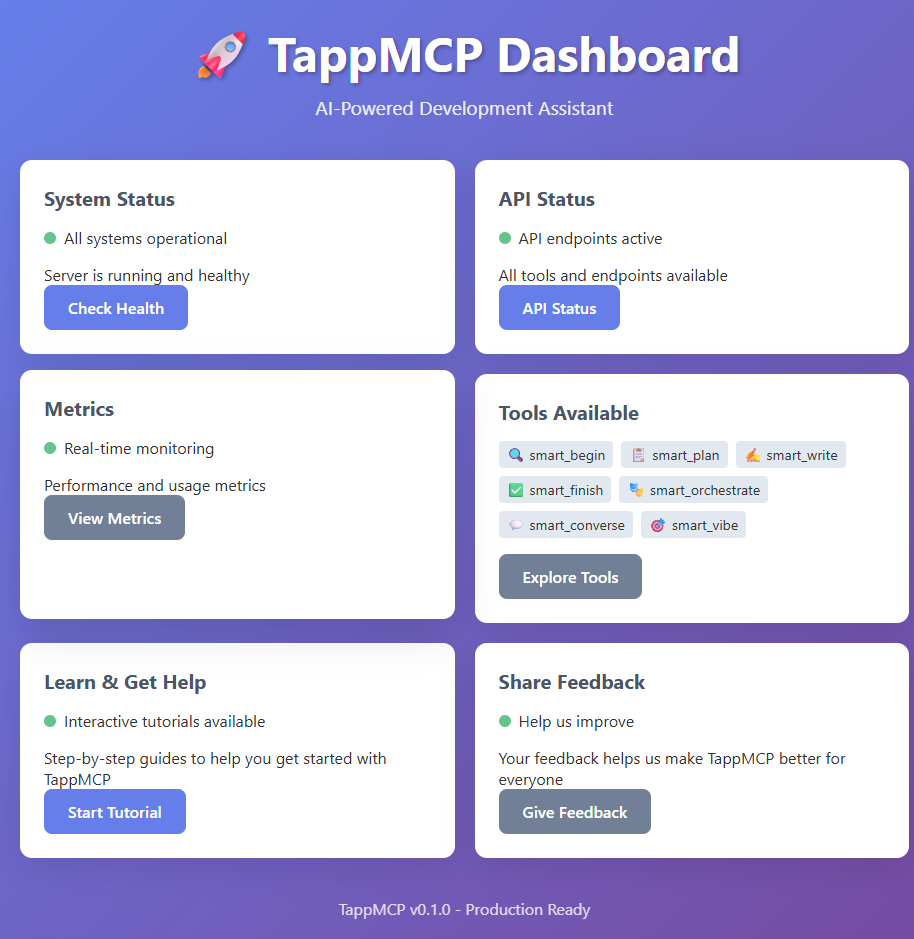 TappMCP Dashboard
AI-Powered Development Assistant
System Status
All systems operational
Server is running and healthy
Check Health
API Status
API endpoints active
All tools and endpoints available
API Status
Metrics
Real-time monitoring
Performance and usage metrics
View Metrics
Tools Available
smart_begin smart_plan smart_write
smart_finish smart_orchestrate
smart_converse smart_vibe
Explore Tools
Learn & Get Help
Interactive tutorials available
Step-by-step guides to help you get started with
TappMCP
Start Tutorial
Share Feedback
Help us improve
Your feedback helps us make TappMCP better for
everyone
Give Feedback
TappMCP v0.1.0 - Production Ready